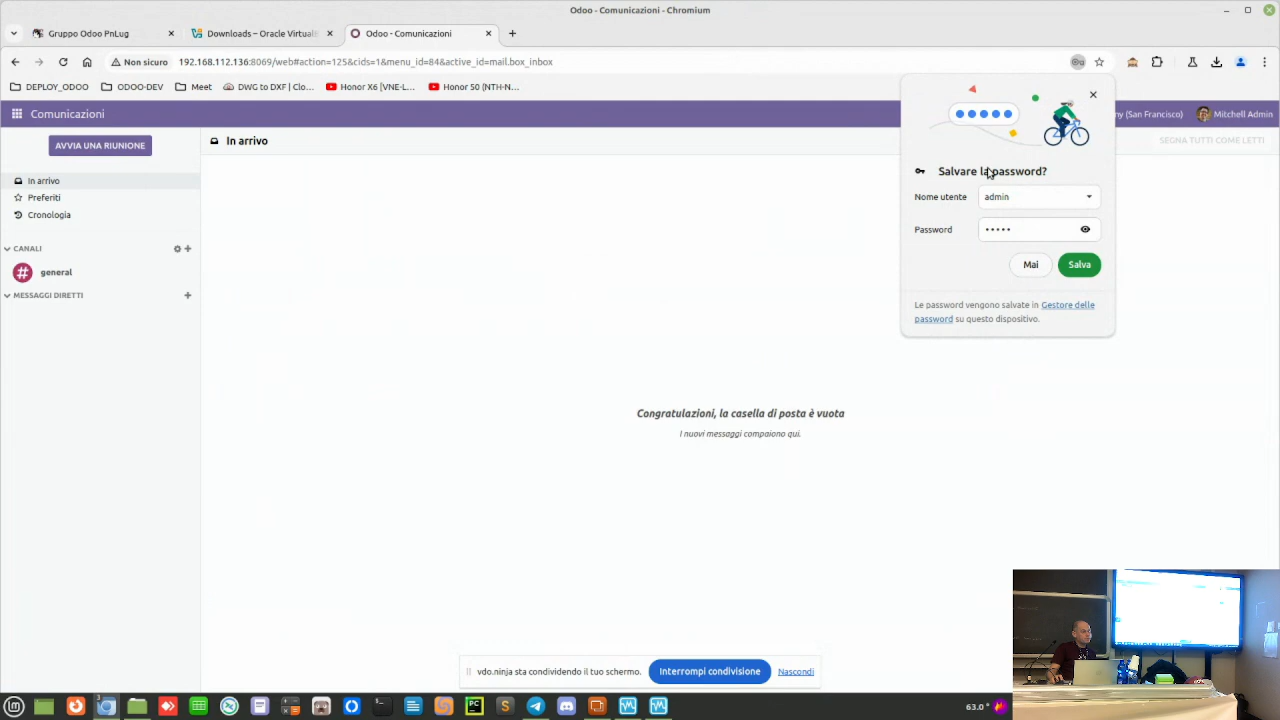 Odoo - Comunicazioni - Chromium
Gruppo Odoo PnLug
Downloads – Oracle Virtuals
Odoo - Comunicazioni
Non sicuro
192.168.112.136:8069/web#action=125&cids=1&menu_id=84&active_id=mail.box_inbox
DEPLOY_ODOO
ODOO-DEV
Meet
DWG to DXF | Clo...
Honor X6 [VNE-L...
Honor 50 [NTH-N...
Comunicazioni
ny (San Francisco)
Mitchell Admin
AVVIA UNA RIUNIONE
In arrivo
SEGNA TUTTI COME LETTI
In arrivo
Preferiti
Cronologia
CANALI
general
MESSAGGI DIRETTI
Salvare la password?
Nome utente
admin
Password
•••••
Mai
Salva
Le password vengono salvate in Gestore delle
password su questo dispositivo.
Congratulazioni, la casella di posta è vuota
I nuovi messaggi compaiono qui.
vdo.ninja sta condividendo il tuo schermo.
Interrompi condivisione
Nascondi
PC
S
63.0 °